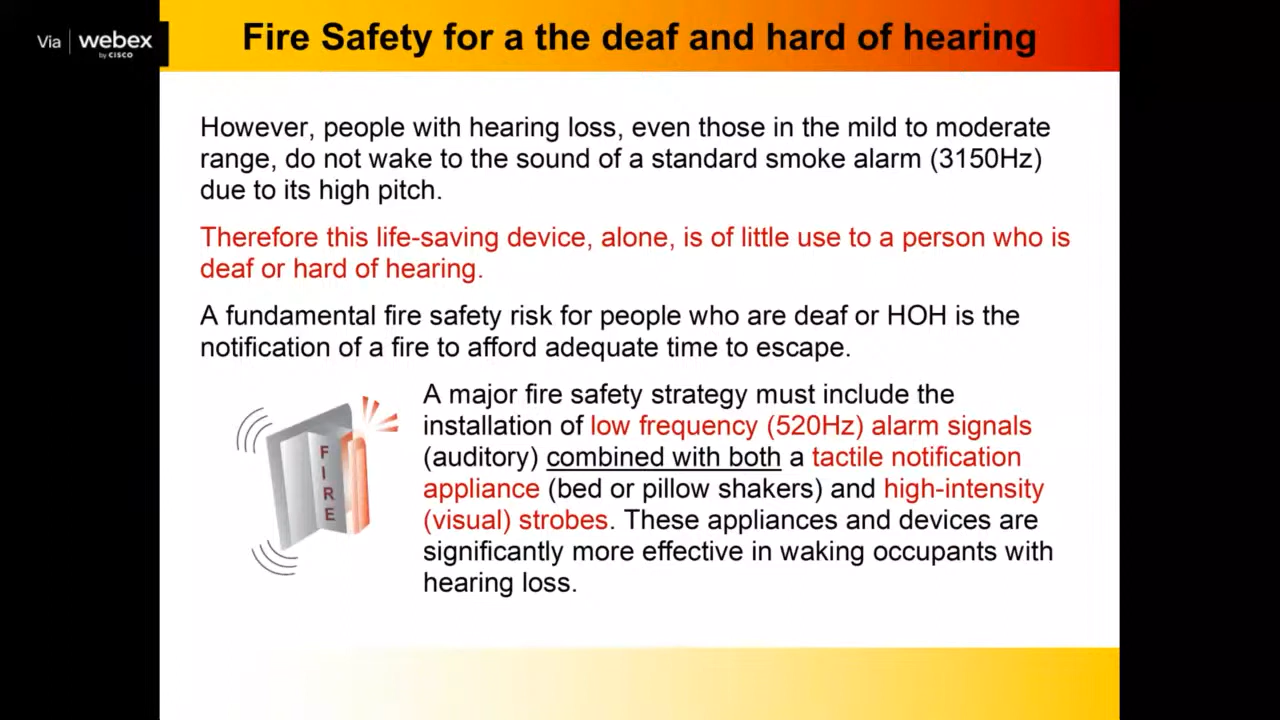 Via webex
by CISCO
Fire Safety for a the deaf and hard of hearing
However, people with hearing loss, even those in the mild to moderate
range, do not wake to the sound of a standard smoke alarm (3150Hz)
due to its high pitch.
Therefore this life-saving device, alone, is of little use to a person who is
deaf or hard of hearing.
A fundamental fire safety risk for people who are deaf or HOH is the
notification of a fire to afford adequate time to escape.
A major fire safety strategy must include the
installation of low frequency (520Hz) alarm signals
(auditory) combined with both a tactile notification
appliance (bed or pillow shakers) and high-intensity
(visual) strobes. These appliances and devices are
significantly more effective in waking occupants with
hearing loss.
FIRE